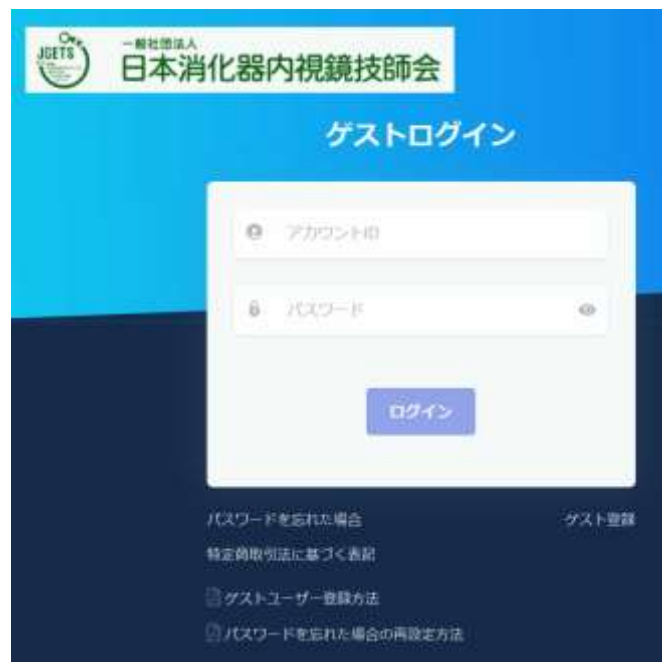 JGETS
一般社団法人
日本消化器内視鏡技師会
ゲストログイン
アカウントID
パスワード
ログイン
パスワードを忘れた場合
ゲスト登録
特定商取引法に基づく表記
ゲストユーザー登録方法
パスワードを忘れた場合の再設定方法